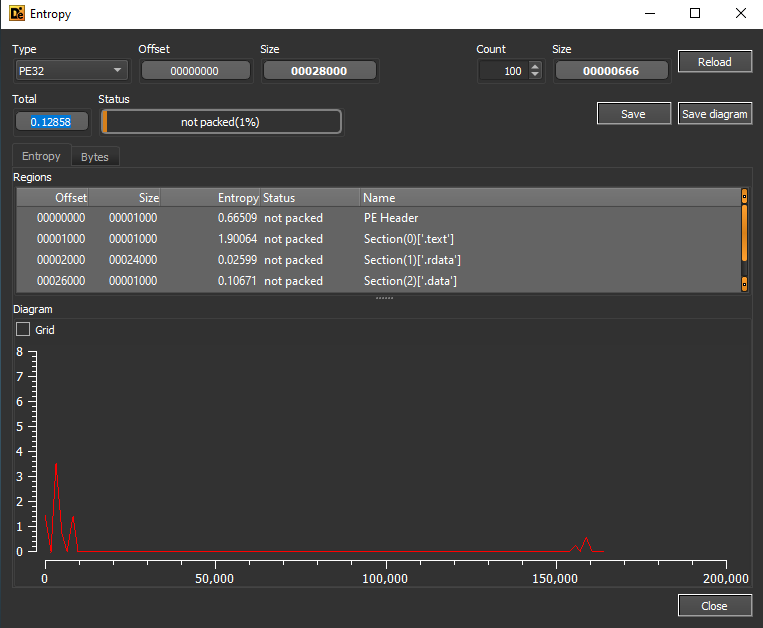 De Entropy
Type Offset Size Count Size
PE32 00000000 00028000 100 00000666 Reload
Total Status
0.12858 not packed(1%) Save Save diagram
Entropy Bytes
Regions
Offset Size Entropy Status Name
00000000 00001000 0.66509 not packed PE Header
00001000 00001000 1.90064 not packed Section(0)['.text']
00002000 00024000 0.02599 not packed Section(1)['.rdata']
00026000 00001000 0.10671 not packed Section(2)['.data']
Diagram
Grid
8
7
6
5
4
3
2
1
0
0 50,000 100,000 150,000 200,000
Close